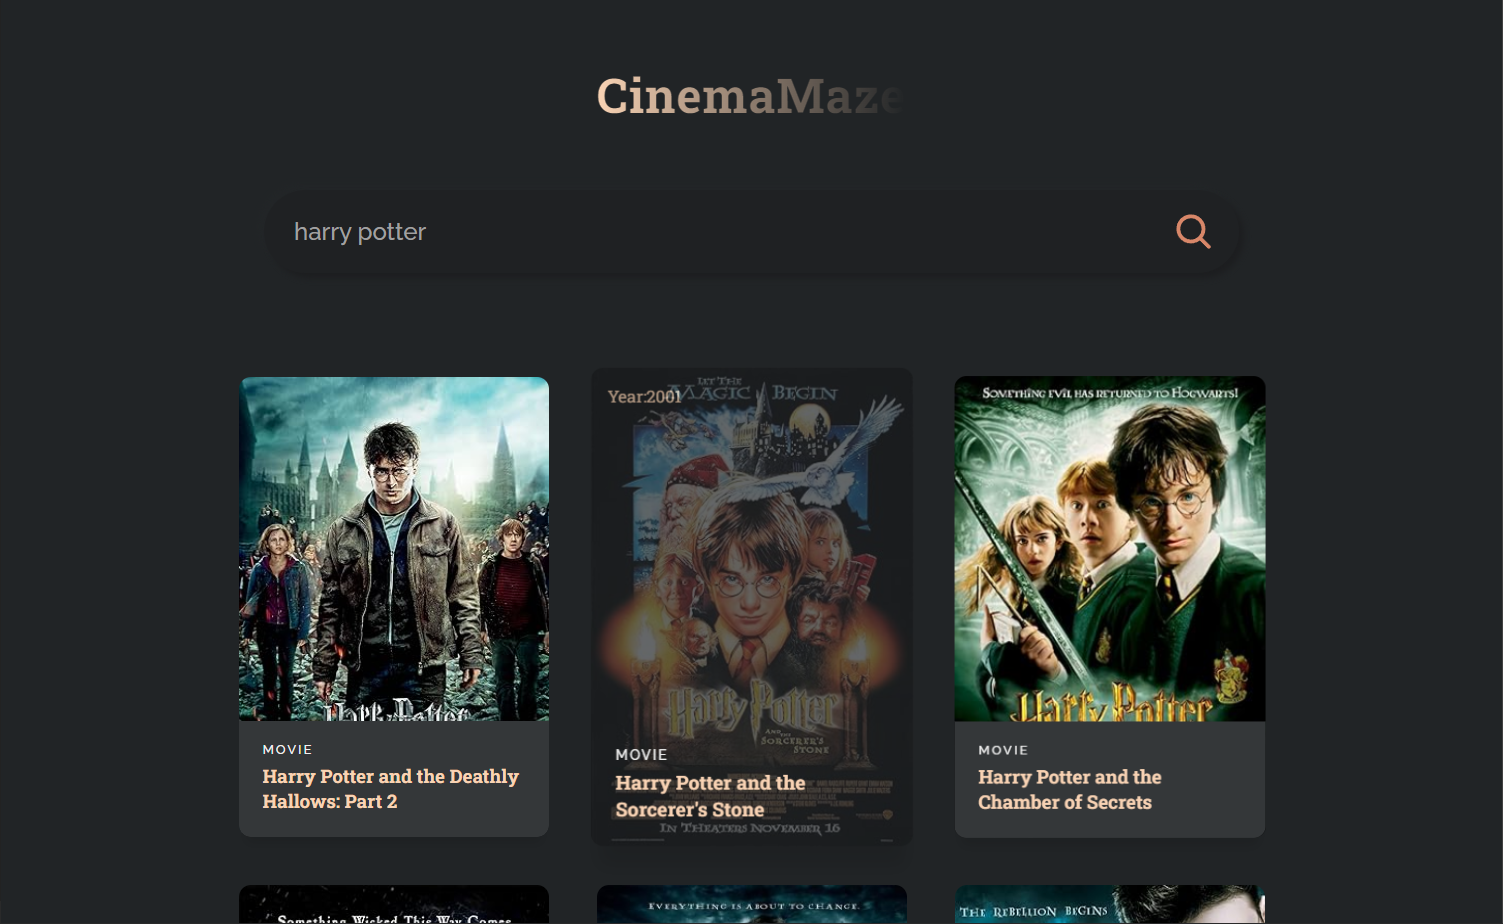 CinemaMaze
harry potter
LET THE
MAGIC BEGIN
Year:2001
SOMETHING EVIL HAS RETURNED TO HOGWARTS!
Harry Potter
Harry Potter
AND THE
SORCERER'S
STONE
Harry Potter
MOVIE
Harry Potter and the Deathly
Hallows: Part 2
MOVIE
Harry Potter and the
Sorcerer's Stone
IN THEATERS NOVEMBER 16
MOVIE
Harry Potter and the
Chamber of Secrets
Something Wicked This Way Comes
EVERYTHING IS ABOUT TO CHANGE.
THE REBELLION BEGINS